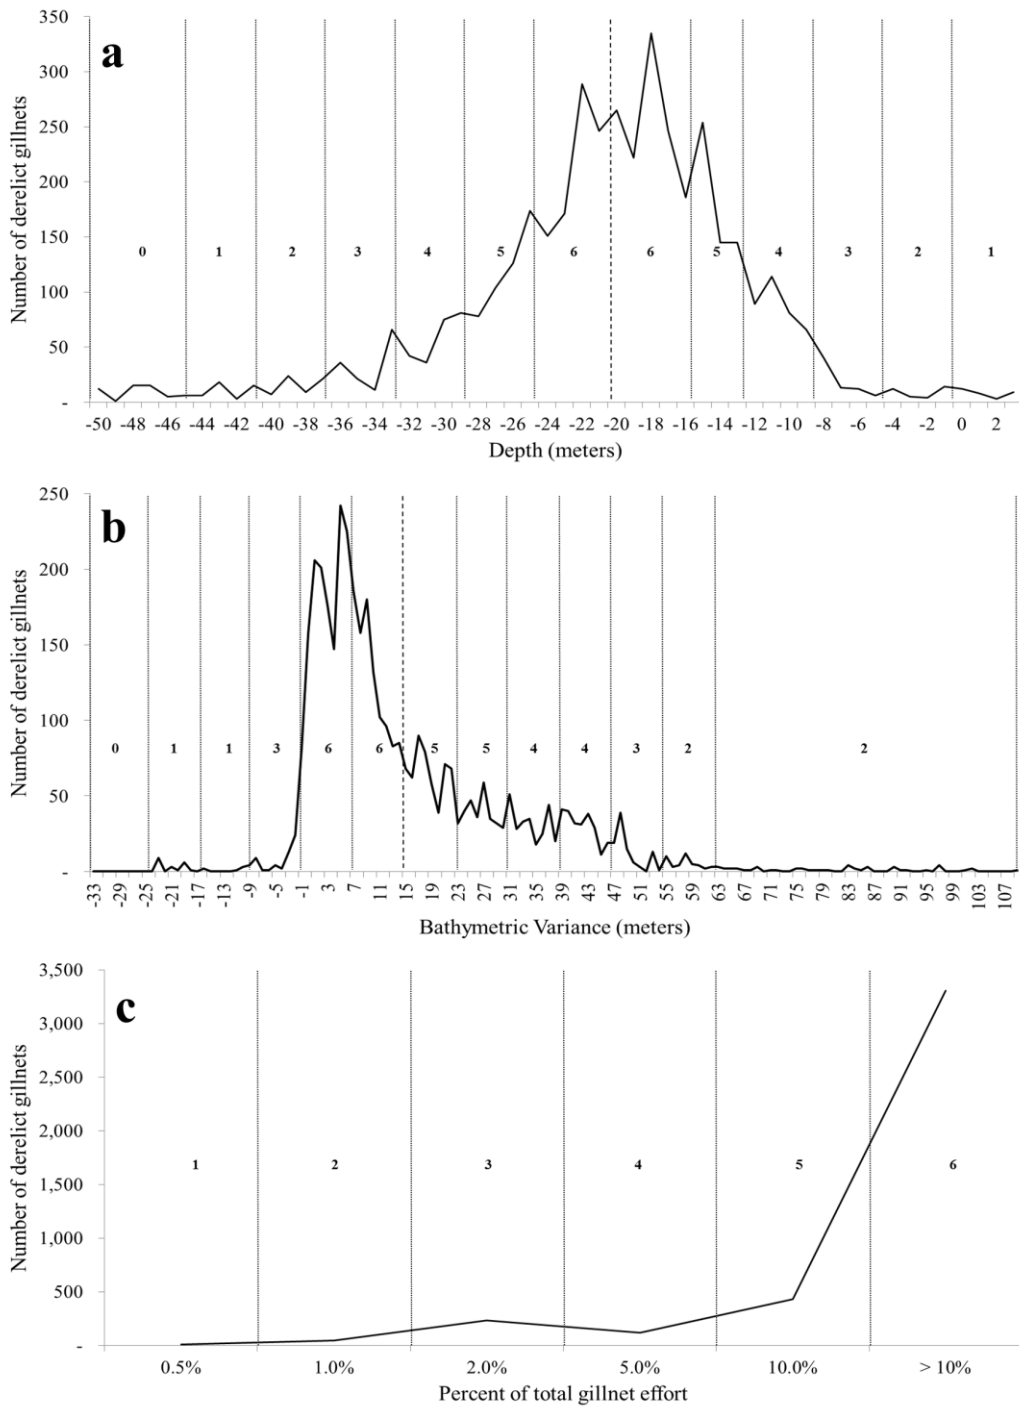 350
a
300
250
200
150
100
50
-
Number of derelict gillnets
0 1 2 3 4 5 6 6 5 4 3 2 1
-50 -48 -46 -44 -42 -40 -38 -36 -34 -32 -30 -28 -26 -24 -22 -20 -18 -16 -14 -12 -10 -8 -6 -4 -2 0 2
Depth (meters)
250
b
200
150
100
50
-
Number of derelict gillnets
0 1 1 3 6 6 5 5 4 4 3 2 2
-33 -29 -25 -21 -17 -13 -9 -5 -1 3 7 11 15 19 23 27 31 35 39 43 47 51 55 59 63 67 71 75 79 83 87 91 95 99 103 107
Bathymetric Variance (meters)
3,500
c
3,000
2,500
2,000
1,500
1,000
500
-
Number of derelict gillnets
1 2 3 4 5 6
0.5% 1.0% 2.0% 5.0% 10.0% > 10%
Percent of total gillnet effort